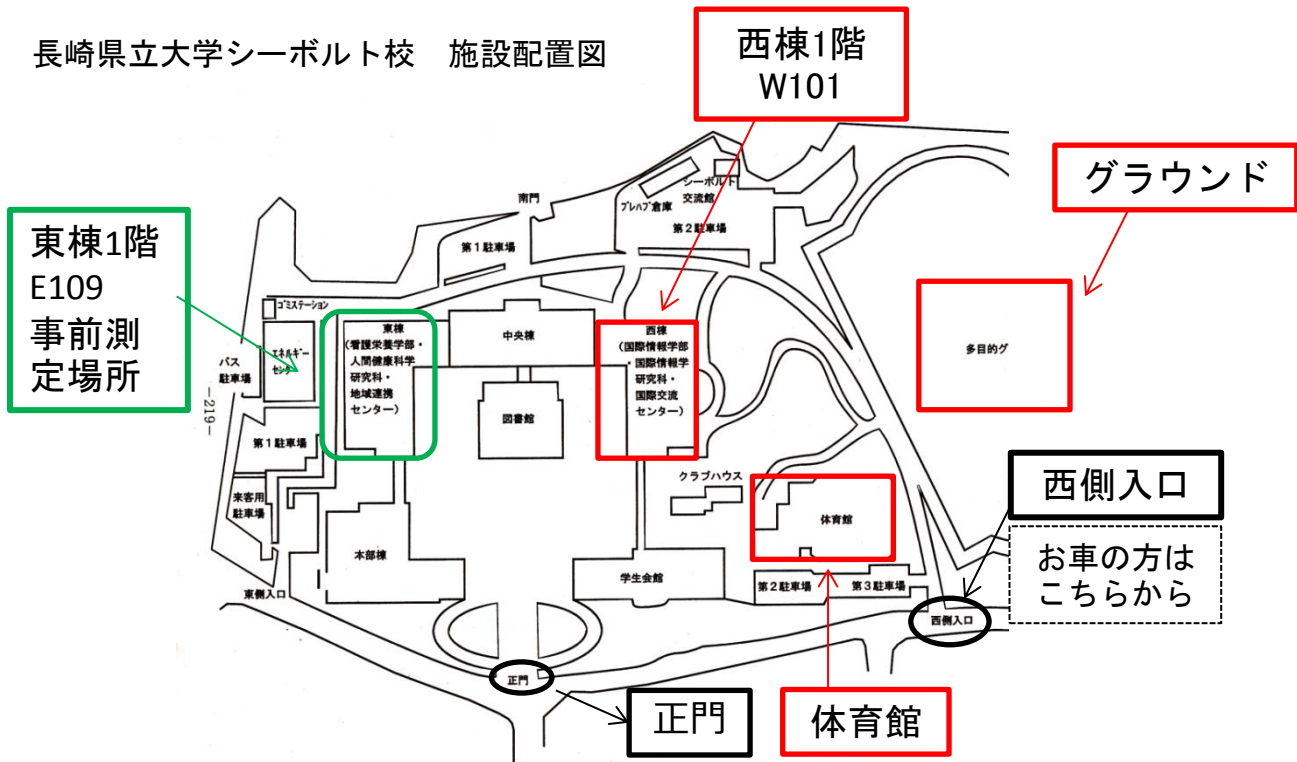 長崎県立大学シーボルト校　施設配置図
西棟1階
W101
グラウンド
東棟1階
E109
事前測
定場所
南門
シーボルト
交流館
プレハブ倉庫
第1駐車場
第2駐車場
ゴミステーション
エネルギー
センター
バス
駐車場
-219-
東棟
(看護栄養学部・
人間健康科学
研究科・
地域連携
センター)
中央棟
西棟
(国際情報学部
・国際情報学
研究科・
国際交流
センター)
多目的グ
図書館
第1駐車場
来客用
駐車場
クラブハウス
体育館
西側入口
お車の方は
こちらから
本部棟
学生会館
第2駐車場
第3駐車場
東側入口
西側入口
正門
正門
体育館